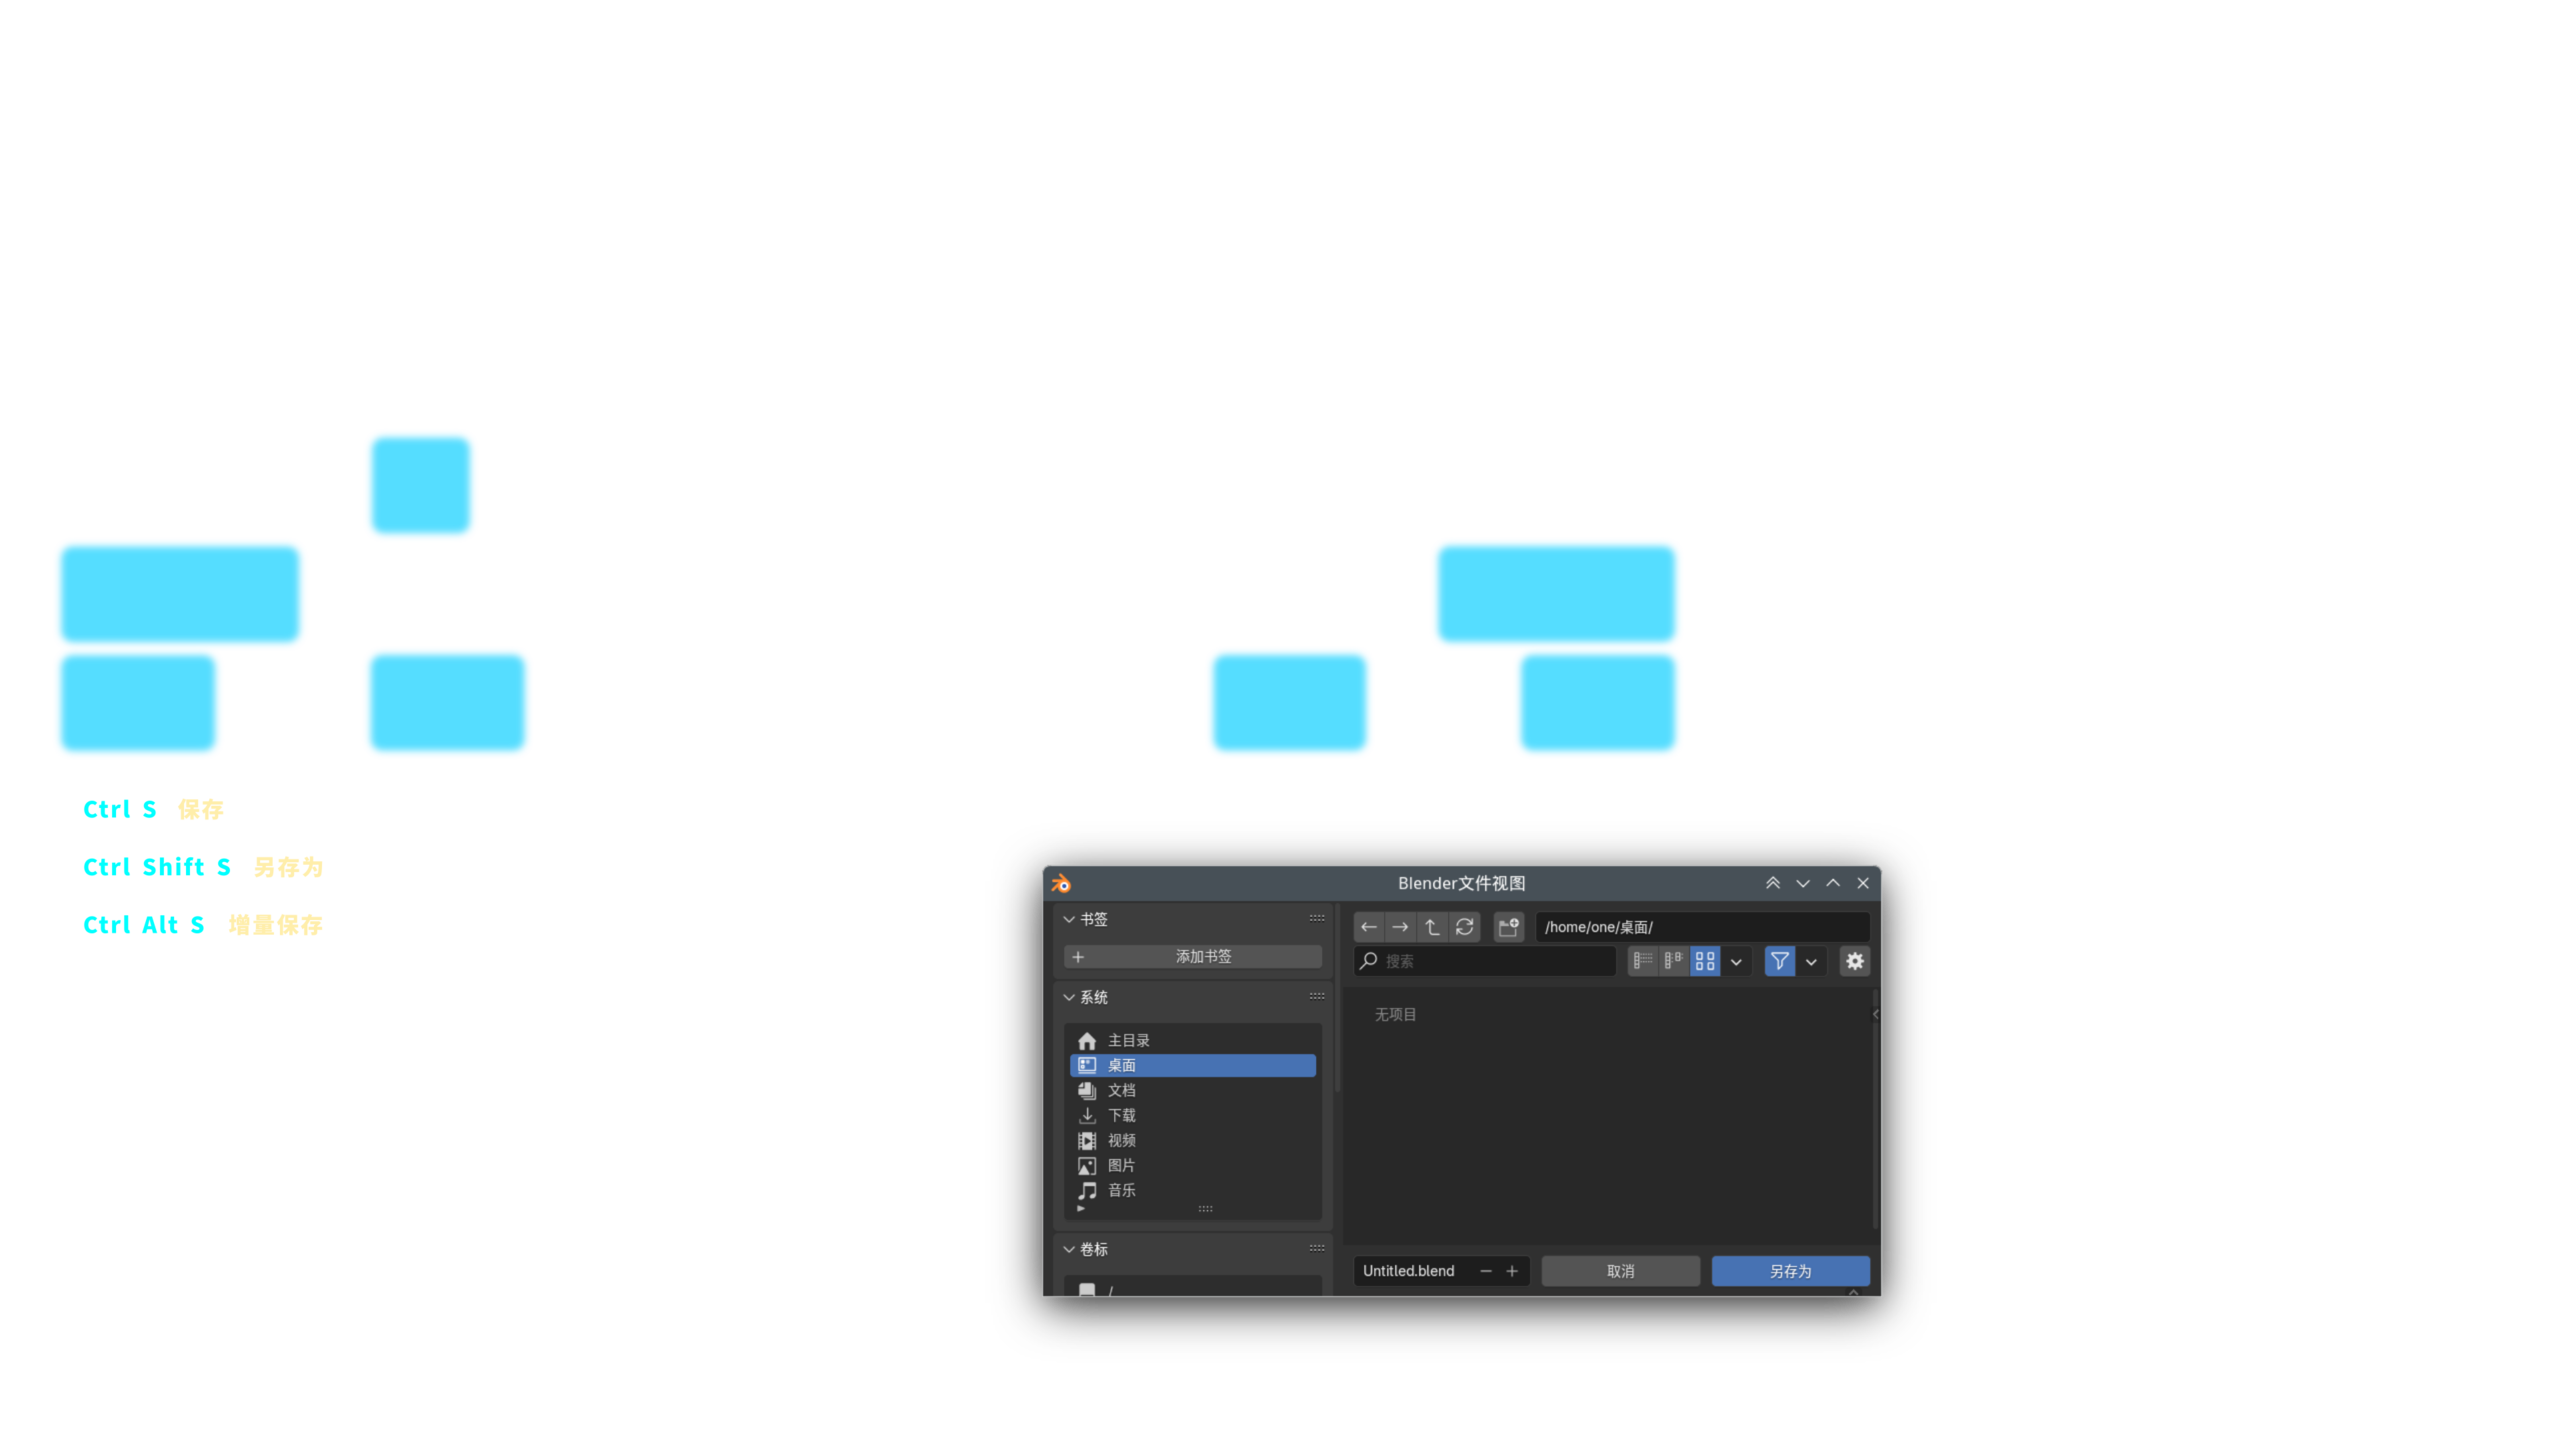 Ctrl S 保存
Ctrl Shift S 另存为
Ctrl Alt S 增量保存
Blender文件视图
书签
添加书签
系统
主目录
桌面
文档
下载
视频
图片
音乐
卷标
/
/home/one/桌面/
搜索
无项目
Untitled.blend
取消
另存为